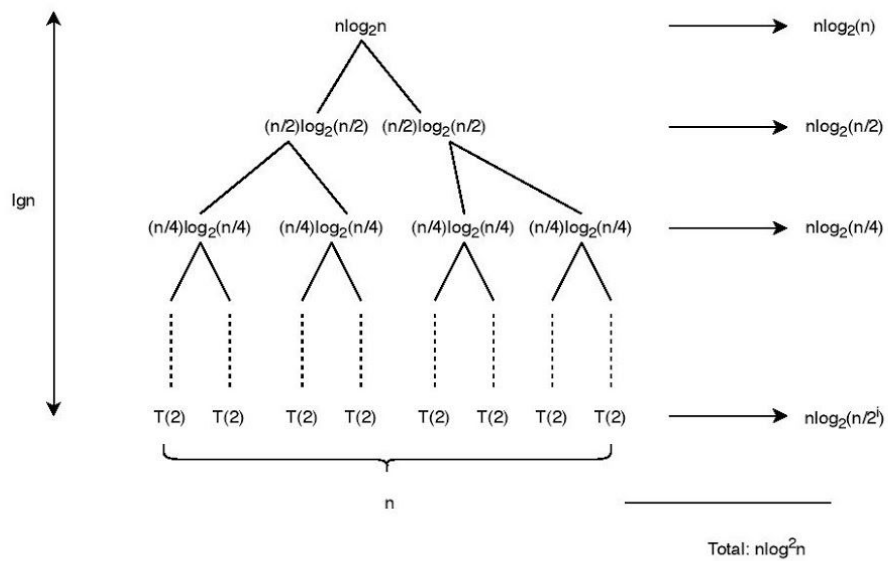 nlog₂n nlog₂(n)
(n/2)log₂(n/2) (n/2)log₂(n/2) nlog₂(n/2)
lgn
(n/4)log₂(n/4) (n/4)log₂(n/4) (n/4)log₂(n/4) (n/4)log₂(n/4) nlog₂(n/4)
T(2) T(2) T(2) T(2) T(2) T(2) T(2) T(2) nlog₂(n/2ⁱ)
n
Total: nlog²n